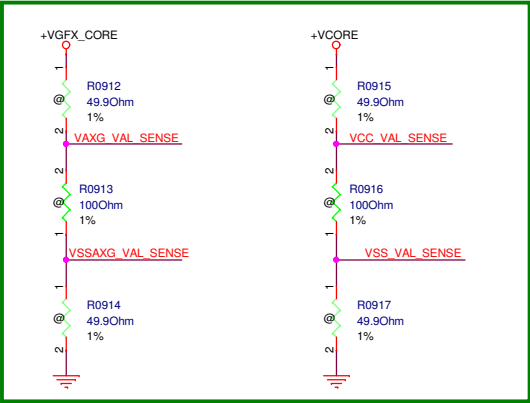 +VGFX_CORE
1
R0912
@
49.9Ohm
1%
2
VAXG_VAL_SENSE
2
R0913
@
100Ohm
1%
1
VSSAXG_VAL_SENSE
1
R0914
@
49.9Ohm
1%
2
+VCORE
1
R0915
@
49.9Ohm
1%
2
VCC_VAL_SENSE
2
R0916
@
100Ohm
1%
1
VSS_VAL_SENSE
1
R0917
@
49.9Ohm
1%
2